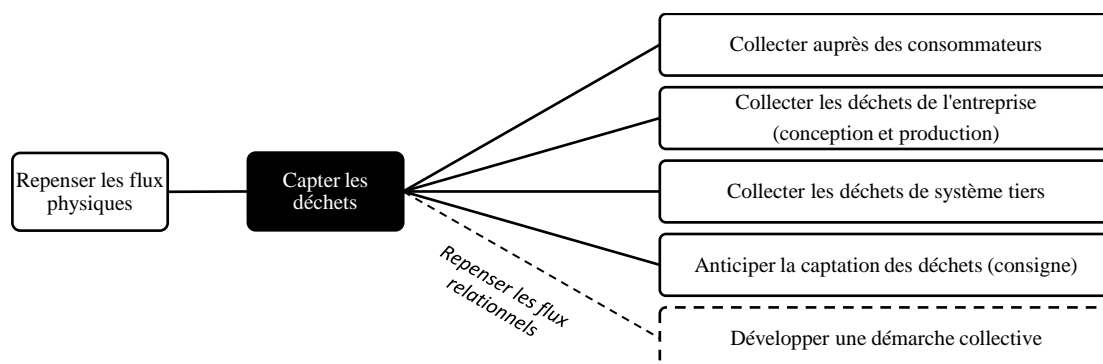 Repenser les flux
physiques
Capter les
déchets
Collecter auprès des consommateurs
Collecter les déchets de l'entreprise
(conception et production)
Collecter les déchets de système tiers
Anticiper la captation des déchets (consigne)
Repenser les flux
relationnels
Développer une démarche collective